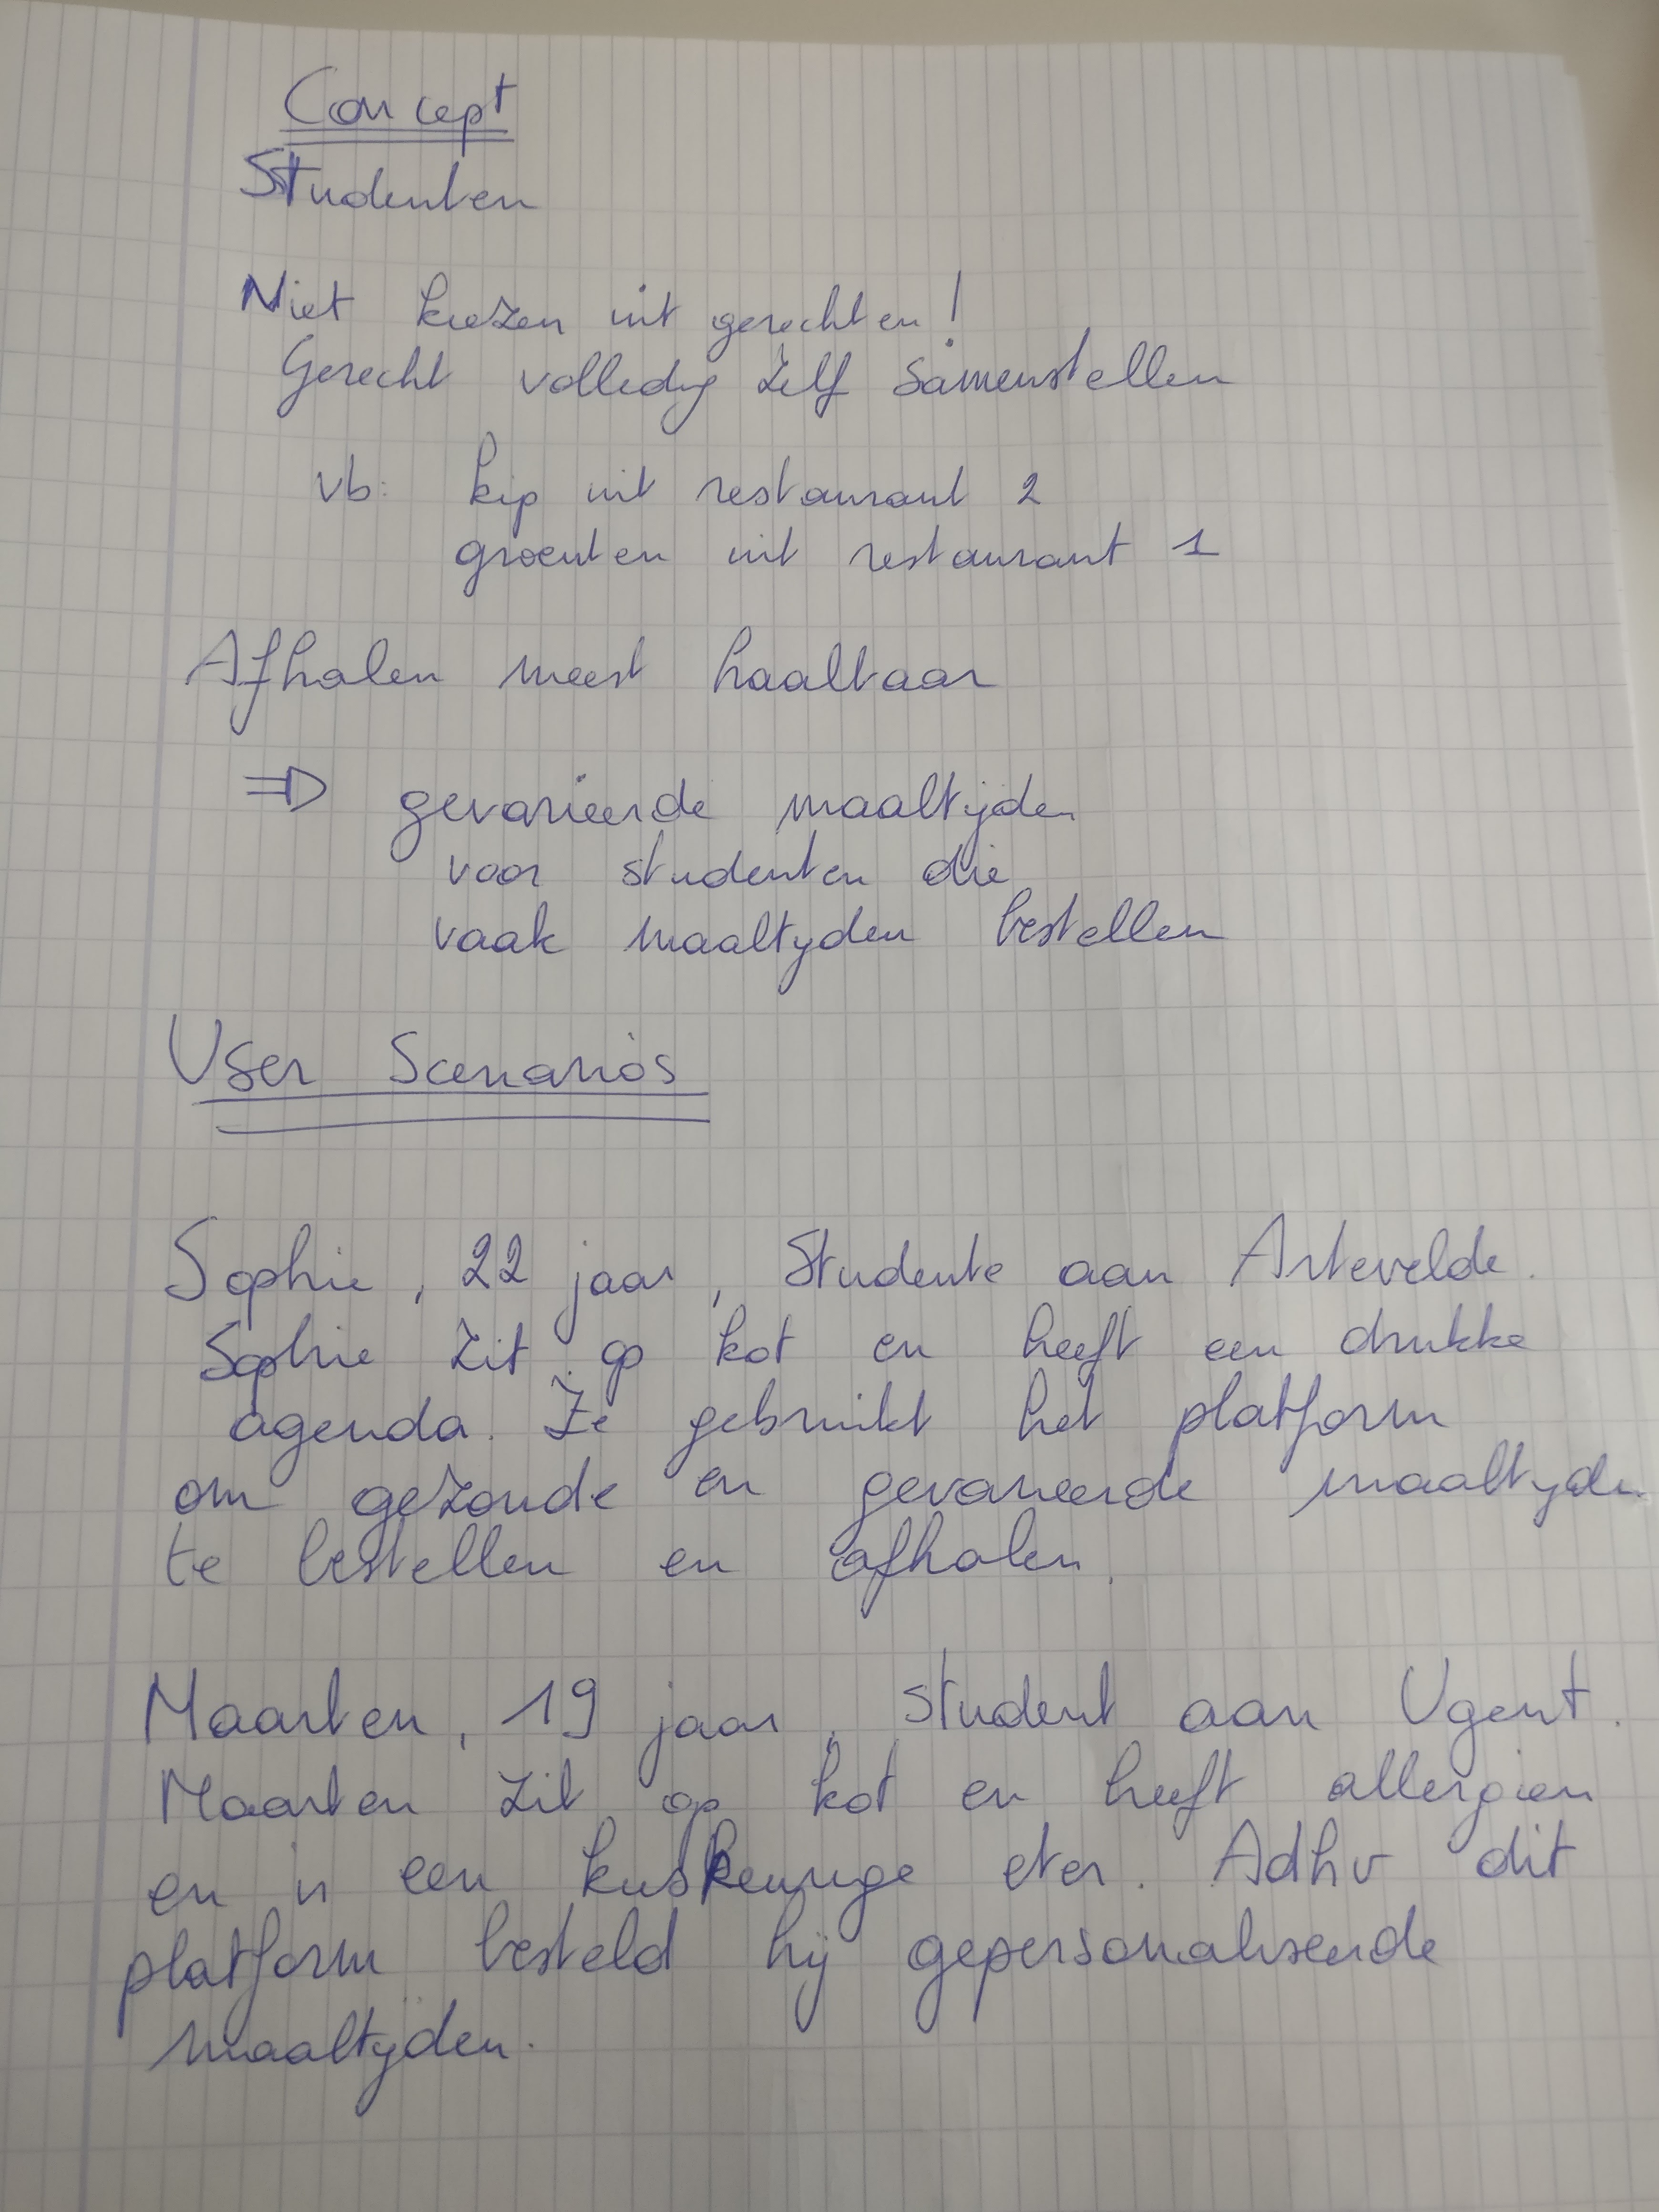 Concept
Studenten
Niet kiezen uit gerechten!
Gerecht volledig zelf samenstellen
vb: kip uit restaurant 2
groenten uit restaurant 1
Afhalen meest haalbaar
⇒ gevarieerde maaltijden
voor studenten die
vaak maaltijden bestellen
User Scenarios
Sophie, 22 jaar, Studente aan Artevelde.
Sophie zit op kot en heeft een drukke
agenda. Ze gebruikt het platform
om gezonde en gevarieerde maaltijden
te bestellen en afhalen.
Maarten, 19 jaar, student aan Ugent.
Maarten zit op kot en heeft allergien
en is een kieskeurige eter. Adhv dit
platform besteld hij gepersonaliseerde
maaltijden.